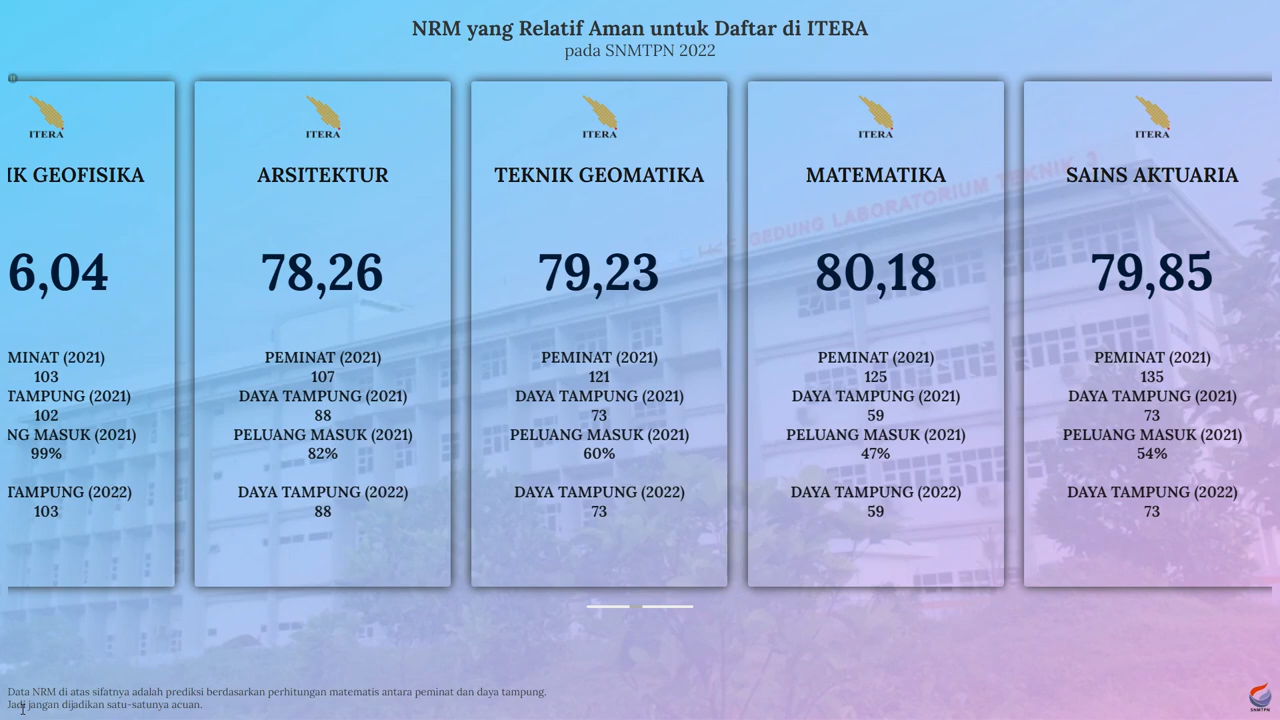 NRM yang Relatif Aman untuk Daftar di ITERA
pada SNMTPN 2022
ITERA
IK GEOFISIKA
6,04
MINAT (2021)
103
TAMPUNG (2021)
102
NG MASUK (2021)
99%
TAMPUNG (2022)
103
ITERA
ARSITEKTUR
78,26
PEMINAT (2021)
107
DAYA TAMPUNG (2021)
88
PELUANG MASUK (2021)
82%
DAYA TAMPUNG (2022)
88
ITERA
TEKNIK GEOMATIKA
79,23
PEMINAT (2021)
121
DAYA TAMPUNG (2021)
73
PELUANG MASUK (2021)
60%
DAYA TAMPUNG (2022)
73
ITERA
MATEMATIKA
80,18
PEMINAT (2021)
125
DAYA TAMPUNG (2021)
59
PELUANG MASUK (2021)
47%
DAYA TAMPUNG (2022)
59
ITERA
SAINS AKTUARIA
79,85
PEMINAT (2021)
135
DAYA TAMPUNG (2021)
73
PELUANG MASUK (2021)
54%
DAYA TAMPUNG (2022)
73
GEDUNG LABORATORIUM TEKNIK 3
Data NRM di atas sifatnya adalah prediksi berdasarkan perhitungan matematis antara peminat dan daya tampung.
Jadi jangan dijadikan satu-satunya acuan.
SNMTPN